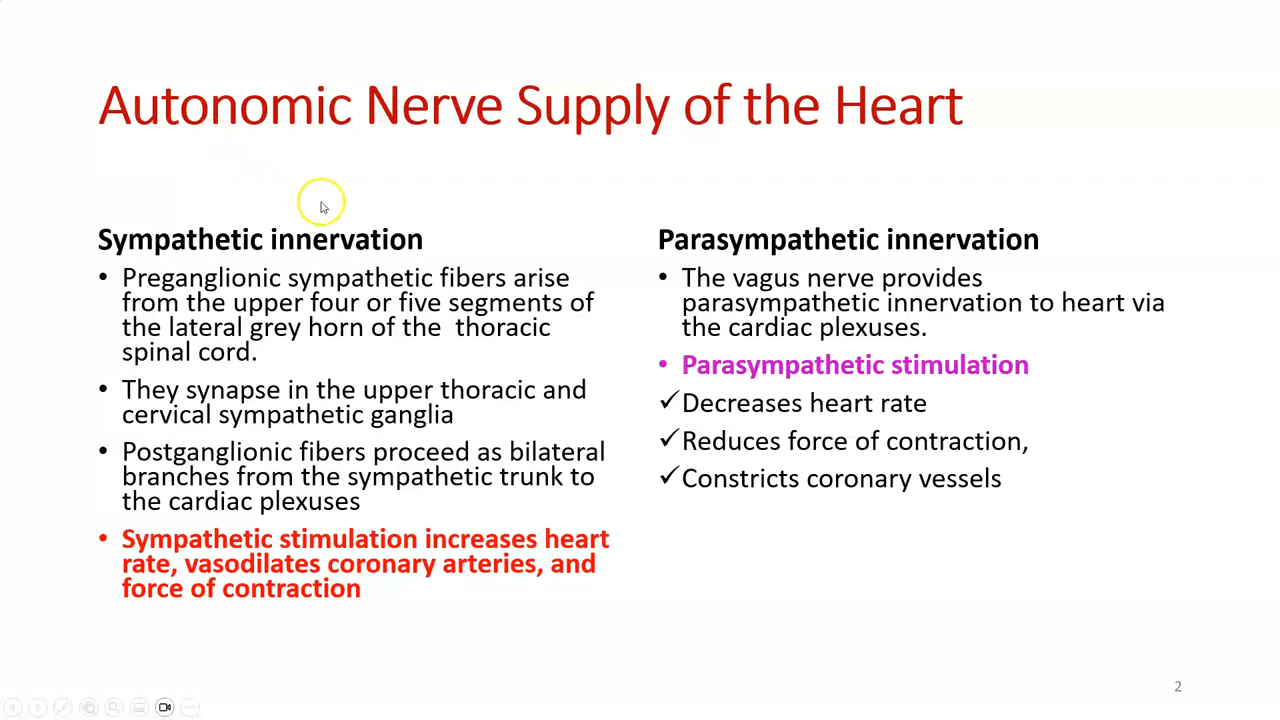 Autonomic Nerve Supply of the Heart
Sympathetic innervation
• Preganglionic sympathetic fibers arise
from the upper four or five segments of
the lateral grey horn of the thoracic
spinal cord.
• They synapse in the upper thoracic and
cervical sympathetic ganglia
• Postganglionic fibers proceed as bilateral
branches from the sympathetic trunk to
the cardiac plexuses
• Sympathetic stimulation increases heart
rate, vasodilates coronary arteries, and
force of contraction
Parasympathetic innervation
• The vagus nerve provides
parasympathetic innervation to heart via
the cardiac plexuses.
• Parasympathetic stimulation
✓Decreases heart rate
✓Reduces force of contraction,
✓Constricts coronary vessels
2